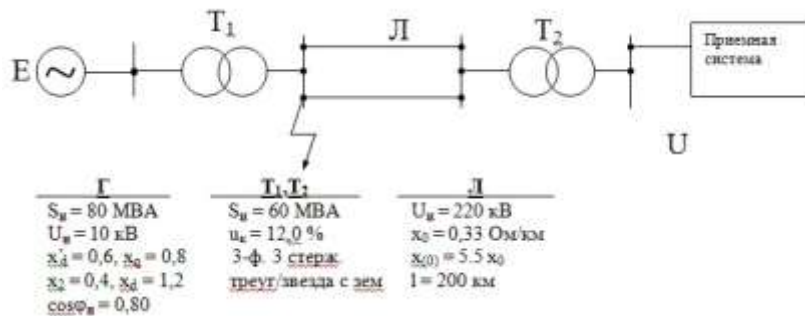 T₁
Л
T₂
Приемная
система
E
U
Г
Sн = 80 МВА
Uн = 10 кВ
x'd = 0,6, xq = 0,8
x₂ = 0,4, xd = 1,2
cosφн = 0,80
T₁,T₂
Sн = 60 МВА
uк = 12,0 %
3-ф. 3 стерж.
треуг/звезда с зем
Л
Uн = 220 кВ
x₀ = 0,33 Ом/км
x(0) = 5.5 x₀
l = 200 км